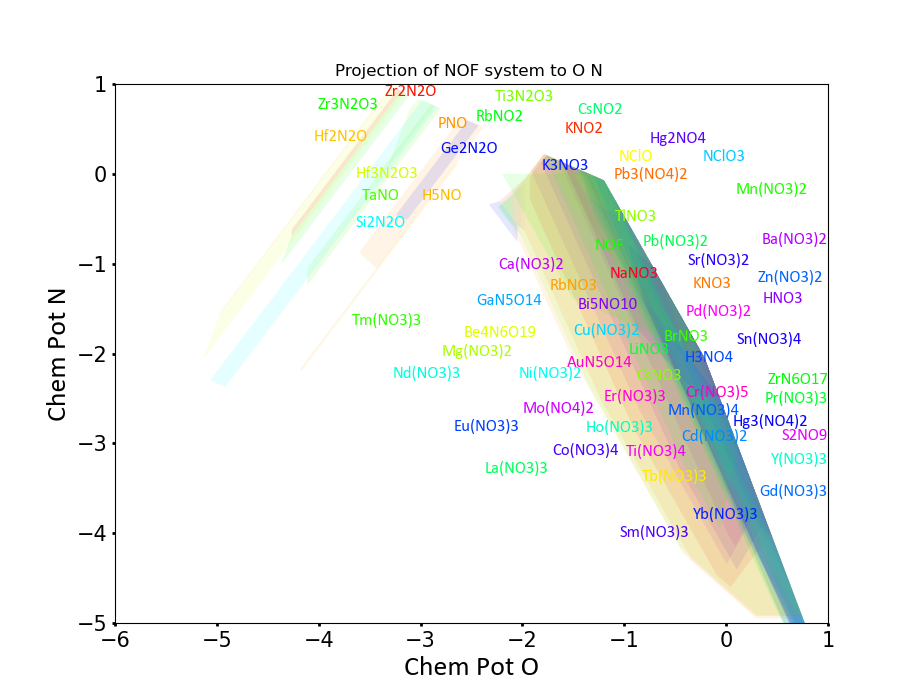 Projection of NOF system to O N
Zr2N2O
Zr3N2O3
Ti3N2O3
CsNO2
RbNO2
PNO
KNO2
Hf2N2O
Hg2NO4
Ge2N2O
NClO
NClO3
K3NO3
Hf3N2O3
Pb3(NO4)2
Mn(NO3)2
TaNO
H5NO
TlNO3
Si2N2O
NOF
Pb(NO3)2
Ba(NO3)2
Ca(NO3)2
Sr(NO3)2
NaNO3
Zn(NO3)2
RbNO3
KNO3
GaN5O14
Bi5NO10
HNO3
Pd(NO3)2
Tm(NO3)3
Be4N6O19
Cu(NO3)2
BrNO3
Sn(NO3)4
Mg(NO3)2
LiNO3
H3NO4
AuN5O14
Nd(NO3)3
Ni(NO3)2
CsNO3
ZrN6O17
Er(NO3)3
Cr(NO3)5
Pr(NO3)3
Mo(NO4)2
Mn(NO3)4
Hg3(NO4)2
Eu(NO3)3
Ho(NO3)3
Cd(NO3)2
S2NO9
Co(NO3)4
Ti(NO3)4
Y(NO3)3
La(NO3)3
Tb(NO3)3
Gd(NO3)3
Yb(NO3)3
Sm(NO3)3
1
0
−1
−2
−3
−4
−5
Chem Pot N
−6
−5
−4
−3
−2
−1
0
1
Chem Pot O